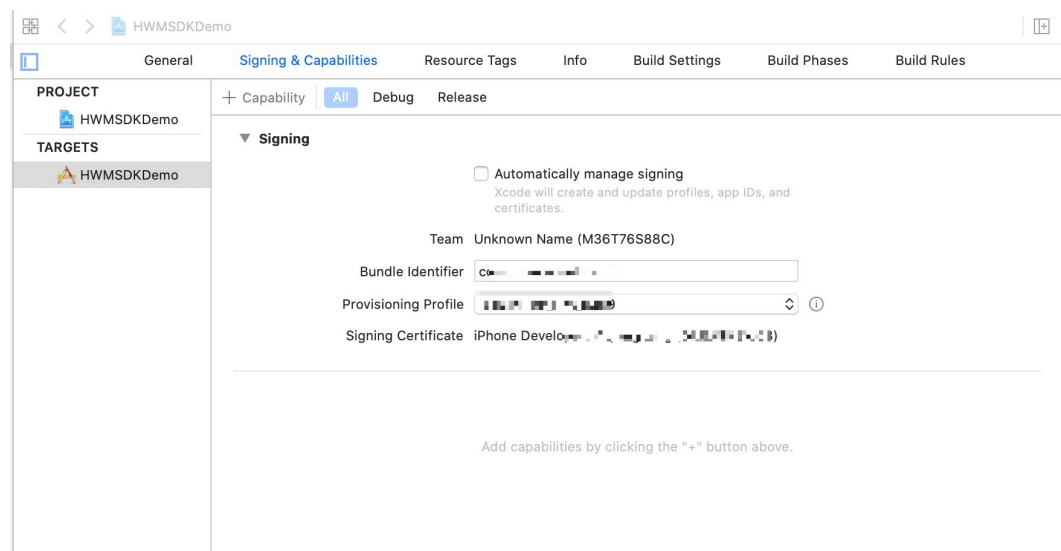 HWMSDKDemo
General Signing & Capabilities Resource Tags Info Build Settings Build Phases Build Rules
PROJECT
HWMSDKDemo
TARGETS
HWMSDKDemo
+ Capability All Debug Release
Signing
Automatically manage signing
Xcode will create and update profiles, app IDs, and
certificates.
Team Unknown Name (M36T76S88C)
Bundle Identifier
Provisioning Profile
Signing Certificate iPhone
Add capabilities by clicking the "+" button above.